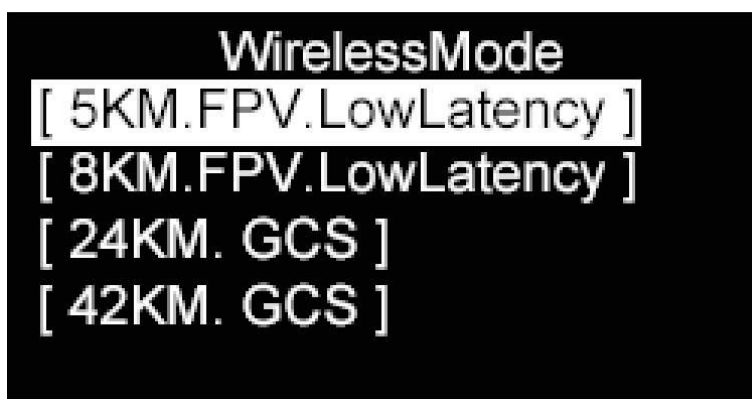 WirelessMode
[ 5KM.FPV.LowLatency ]
[ 8KM.FPV.LowLatency ]
[ 24KM. GCS ]
[ 42KM. GCS ]